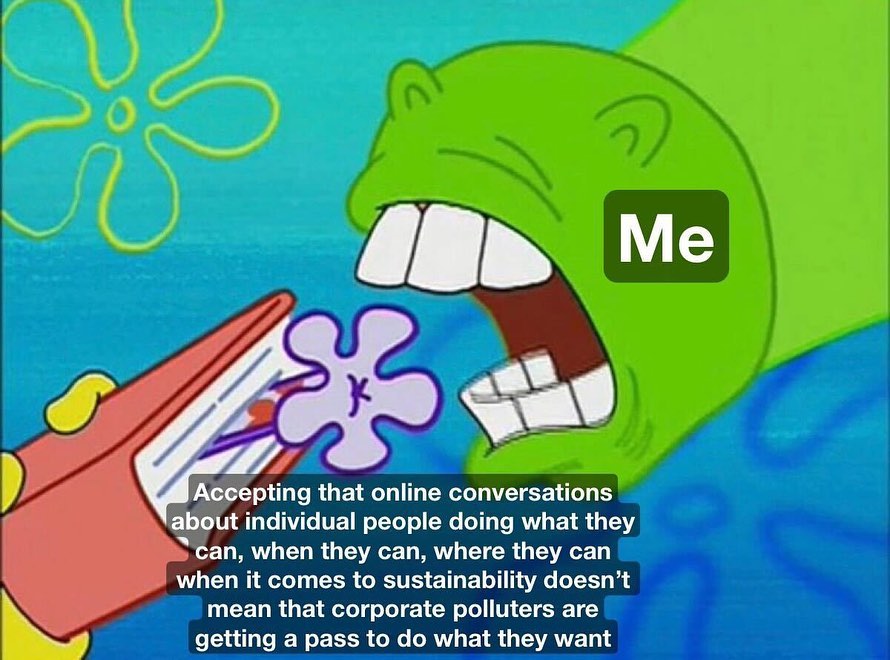 Me
Accepting that online conversations
about individual people doing what they
can, when they can, where they can
when it comes to sustainability doesn’t
mean that corporate polluters are
getting a pass to do what they want